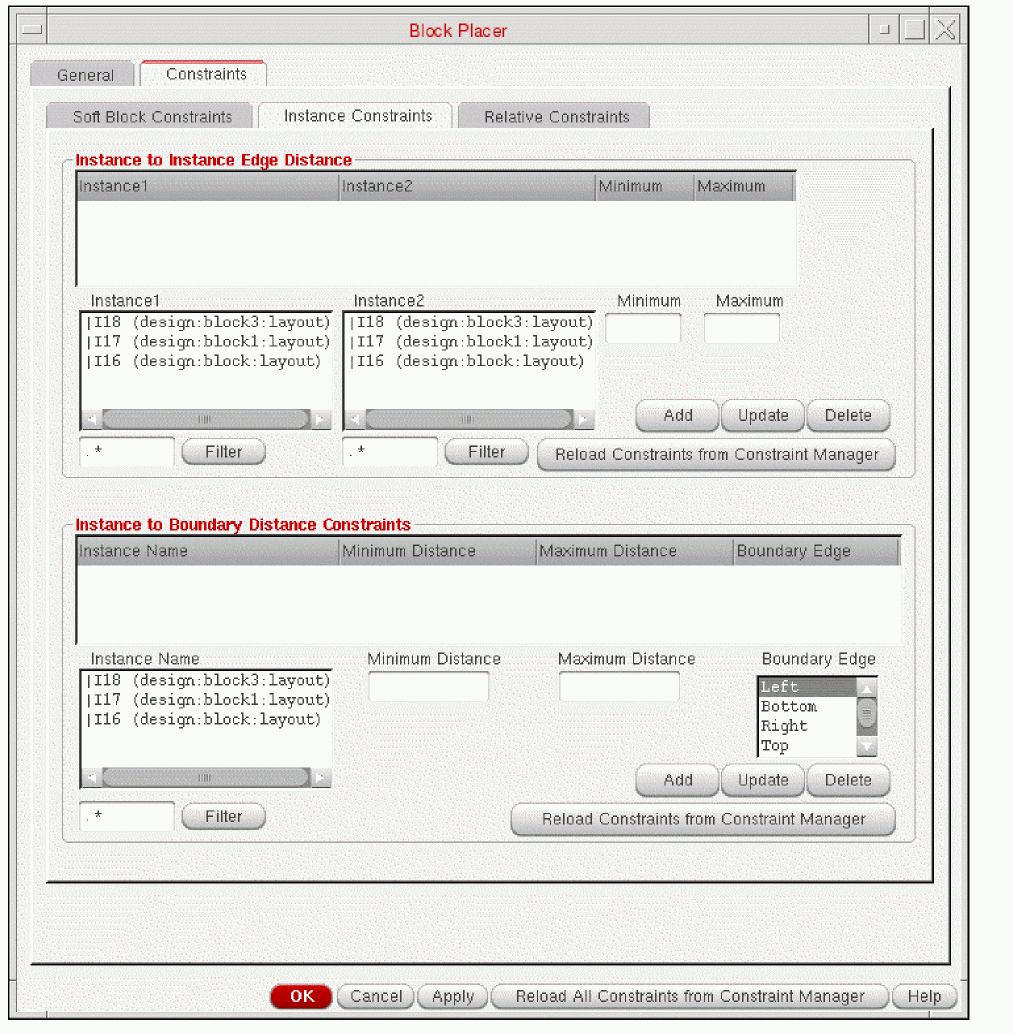 Block Placer
General Constraints
Soft Block Constraints Instance Constraints Relative Constraints
Instance to Instance Edge Distance
Instance1 Instance2 Minimum Maximum
Instance1 Instance2 Minimum Maximum
|I18 (design:block3:layout) |I18 (design:block3:layout)
|I17 (design:block1:layout) |I17 (design:block1:layout)
|I16 (design:block:layout) |I16 (design:block:layout)
Add Update Delete
.* Filter .* Filter Reload Constraints from Constraint Manager
Instance to Boundary Distance Constraints
Instance Name Minimum Distance Maximum Distance Boundary Edge
Instance Name Minimum Distance Maximum Distance Boundary Edge
|I18 (design:block3:layout) Left
|I17 (design:block1:layout) Bottom
|I16 (design:block:layout) Right
Top
Add Update Delete
.* Filter Reload Constraints from Constraint Manager
OK Cancel Apply Reload All Constraints from Constraint Manager Help